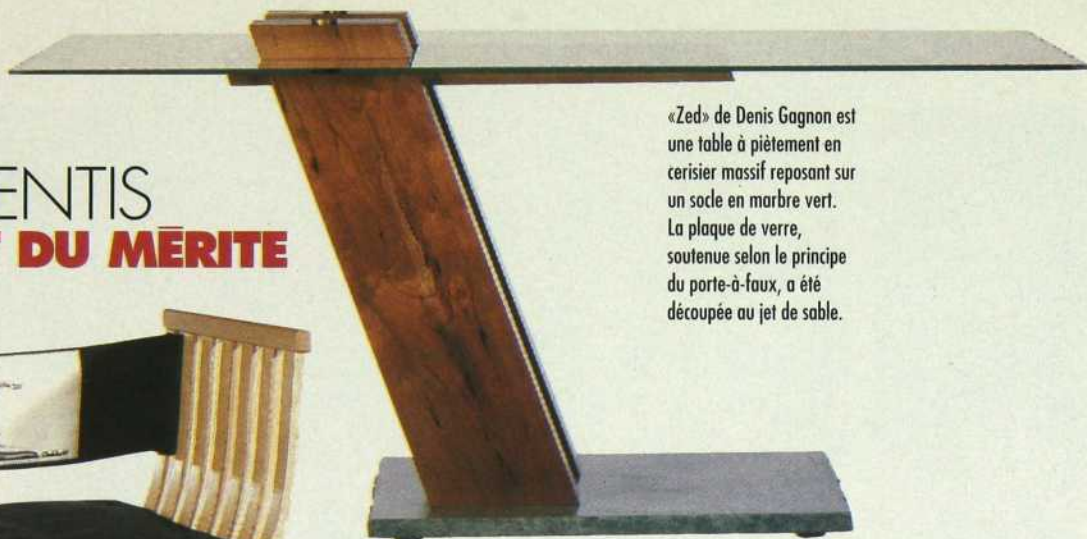 ENTIS
DU MĒRITE
«Zed» de Denis Gagnon est
une table à piètement en
cerisier massif reposant sur
un socle en marbre vert.
La plaque de verre,
soutenue selon le principe
du porte-à-faux, a été
découpée au jet de sable.